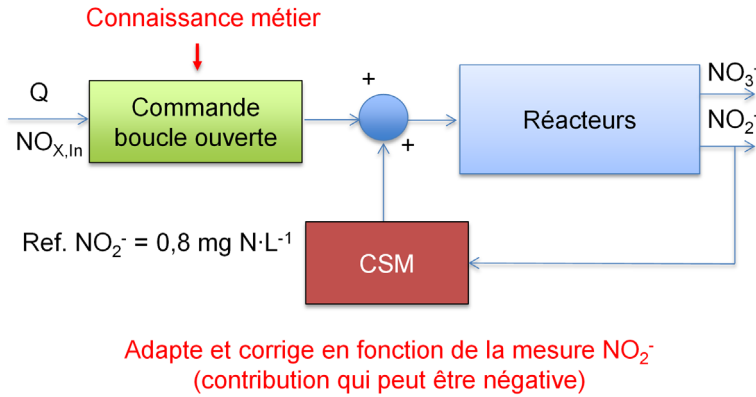 Connaissance métier
Q
NO_X,In
Commande
boucle ouverte
+
+
Réacteurs
NO₃⁻
NO₂⁻
Ref. NO₂⁻ = 0,8 mg N·L⁻¹
CSM
Adapte et corrige en fonction de la mesure NO₂⁻
(contribution qui peut être négative)